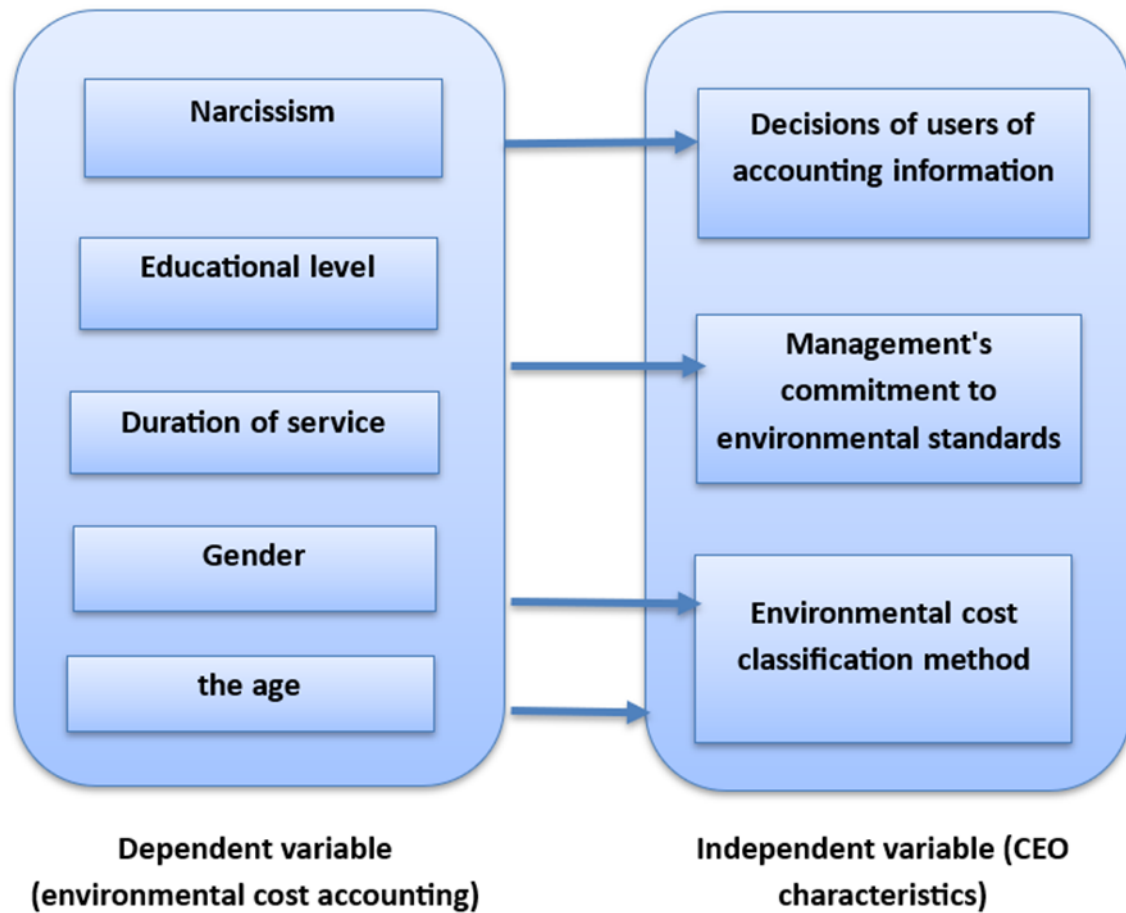 Narcissism
Educational level
Duration of service
Gender
the age
Decisions of users of
accounting information
Management's
commitment to
environmental standards
Environmental cost
classification method
Dependent variable
(environmental cost accounting)
Independent variable (CEO
characteristics)